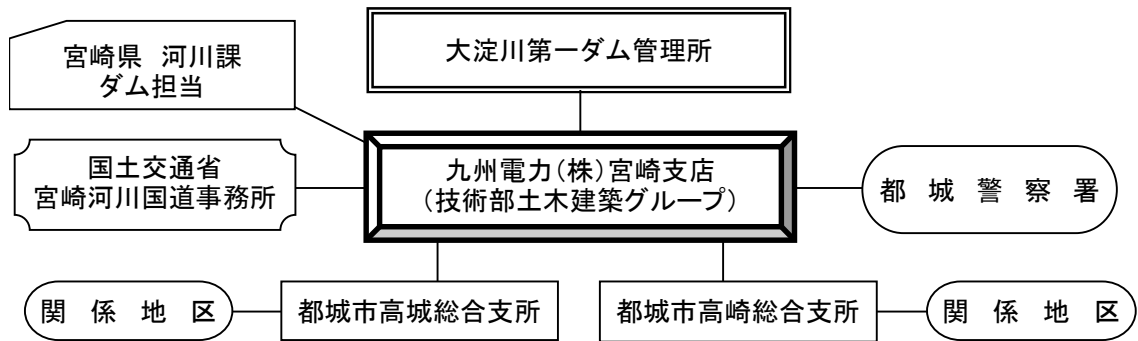 宮崎県 河川課
ダム担当
大淀川第一ダム管理所
国土交通省
宮崎河川国道事務所
九州電力(株)宮崎支店
(技術部土木建築グループ)
都 城 警 察 署
関 係 地 区
都城市高城総合支所
都城市高崎総合支所
関 係 地 区